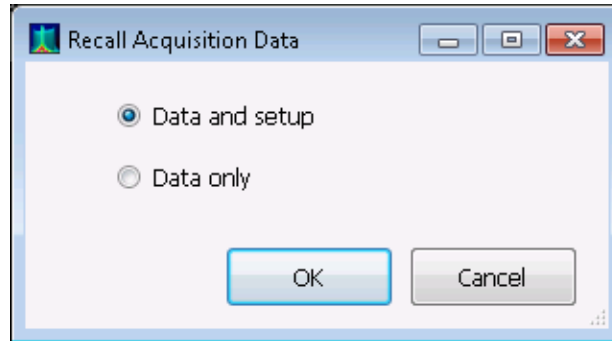 Recall Acquisition Data
Data and setup
Data only
OK
Cancel